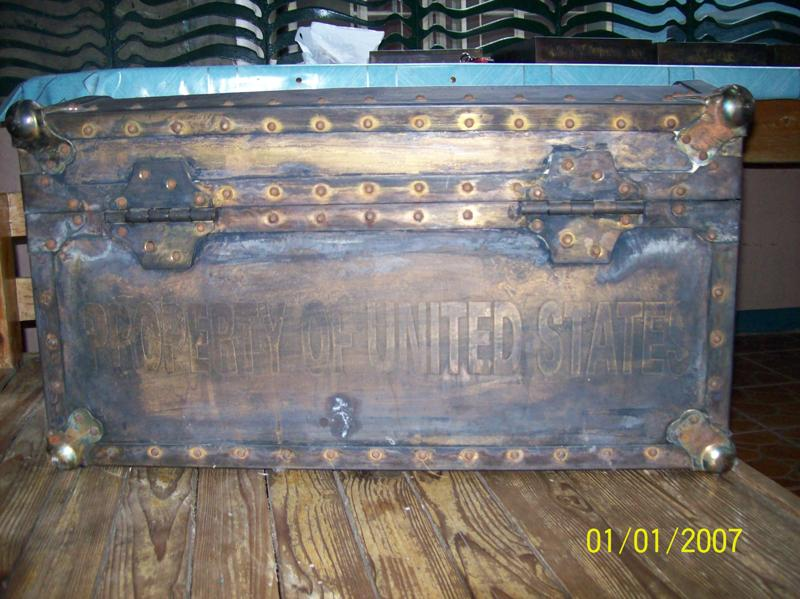 PROPERTY OF UNITED STATES
01/01/2007